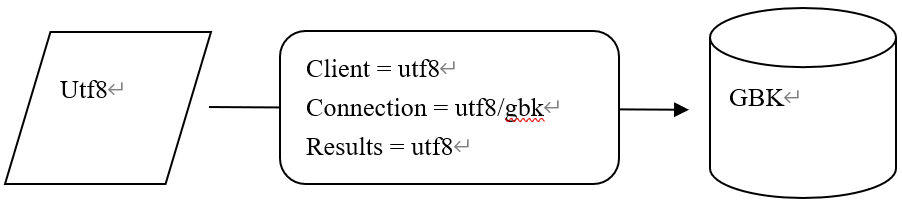 Utf8↵
Client = utf8↵
Connection = utf8/gbk↵
Results = utf8↵
GBK↵